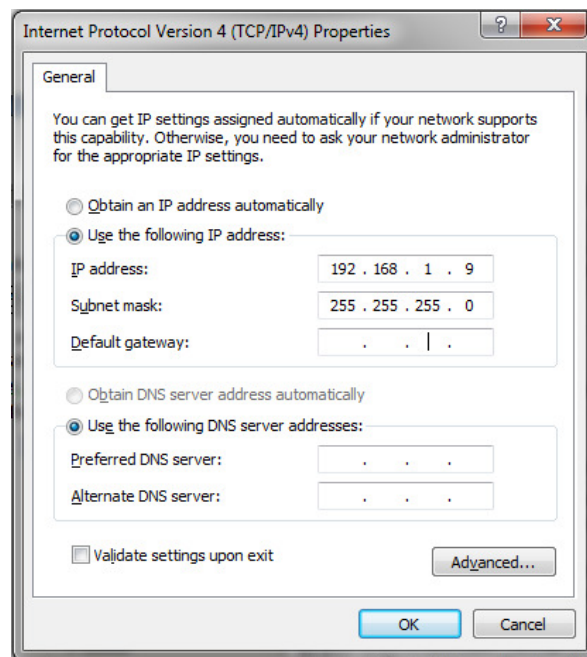 Internet Protocol Version 4 (TCP/IPv4) Properties
General
You can get IP settings assigned automatically if your network supports
this capability. Otherwise, you need to ask your network administrator
for the appropriate IP settings.
Obtain an IP address automatically
Use the following IP address:
IP address: 192 . 168 . 1 . 9
Subnet mask: 255 . 255 . 255 . 0
Default gateway: . . .
Obtain DNS server address automatically
Use the following DNS server addresses:
Preferred DNS server: . . .
Alternate DNS server: . . .
Validate settings upon exit
Advanced...
OK Cancel